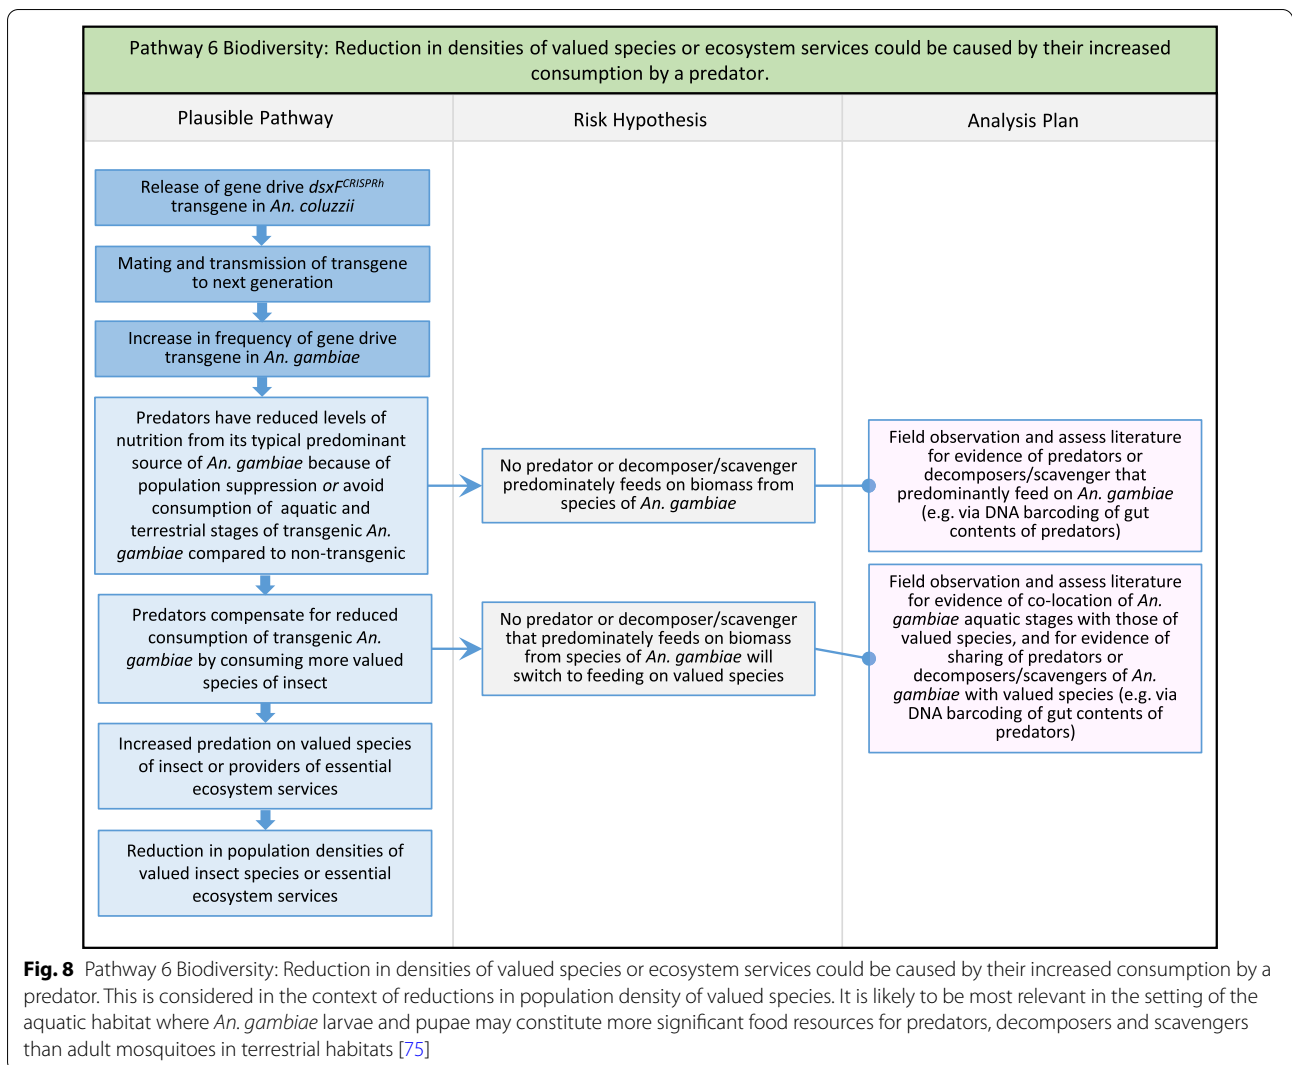 Pathway 6 Biodiversity: Reduction in densities of valued species or ecosystem services could be caused by their increased
consumption by a predator.
Plausible Pathway
Risk Hypothesis
Analysis Plan
Release of gene drive dsxF^CRISPRh
transgene in An. coluzzii
Mating and transmission of transgene
to next generation
Increase in frequency of gene drive
transgene in An. gambiae
Predators have reduced levels of
nutrition from its typical predominant
source of An. gambiae because of
population suppression or avoid
consumption of aquatic and
terrestrial stages of transgenic An.
gambiae compared to non-transgenic
No predator or decomposer/scavenger
predominately feeds on biomass from
species of An. gambiae
Field observation and assess literature
for evidence of predators or
decomposers/scavenger that
predominantly feed on An. gambiae
(e.g. via DNA barcoding of gut
contents of predators)
Predators compensate for reduced
consumption of transgenic An.
gambiae by consuming more valued
species of insect
No predator or decomposer/scavenger
that predominately feeds on biomass
from species of An. gambiae will
switch to feeding on valued species
Field observation and assess literature
for evidence of co-location of An.
gambiae aquatic stages with those of
valued species, and for evidence of
sharing of predators or
decomposers/scavengers of An.
gambiae with valued species (e.g. via
DNA barcoding of gut contents of
predators)
Increased predation on valued species
of insect or providers of essential
ecosystem services
Reduction in population densities of
valued insect species or essential
ecosystem services
Fig. 8 Pathway 6 Biodiversity: Reduction in densities of valued species or ecosystem services could be caused by their increased consumption by a
predator. This is considered in the context of reductions in population density of valued species. It is likely to be most relevant in the setting of the
aquatic habitat where An. gambiae larvae and pupae may constitute more significant food resources for predators, decomposers and scavengers
than adult mosquitoes in terrestrial habitats [75]